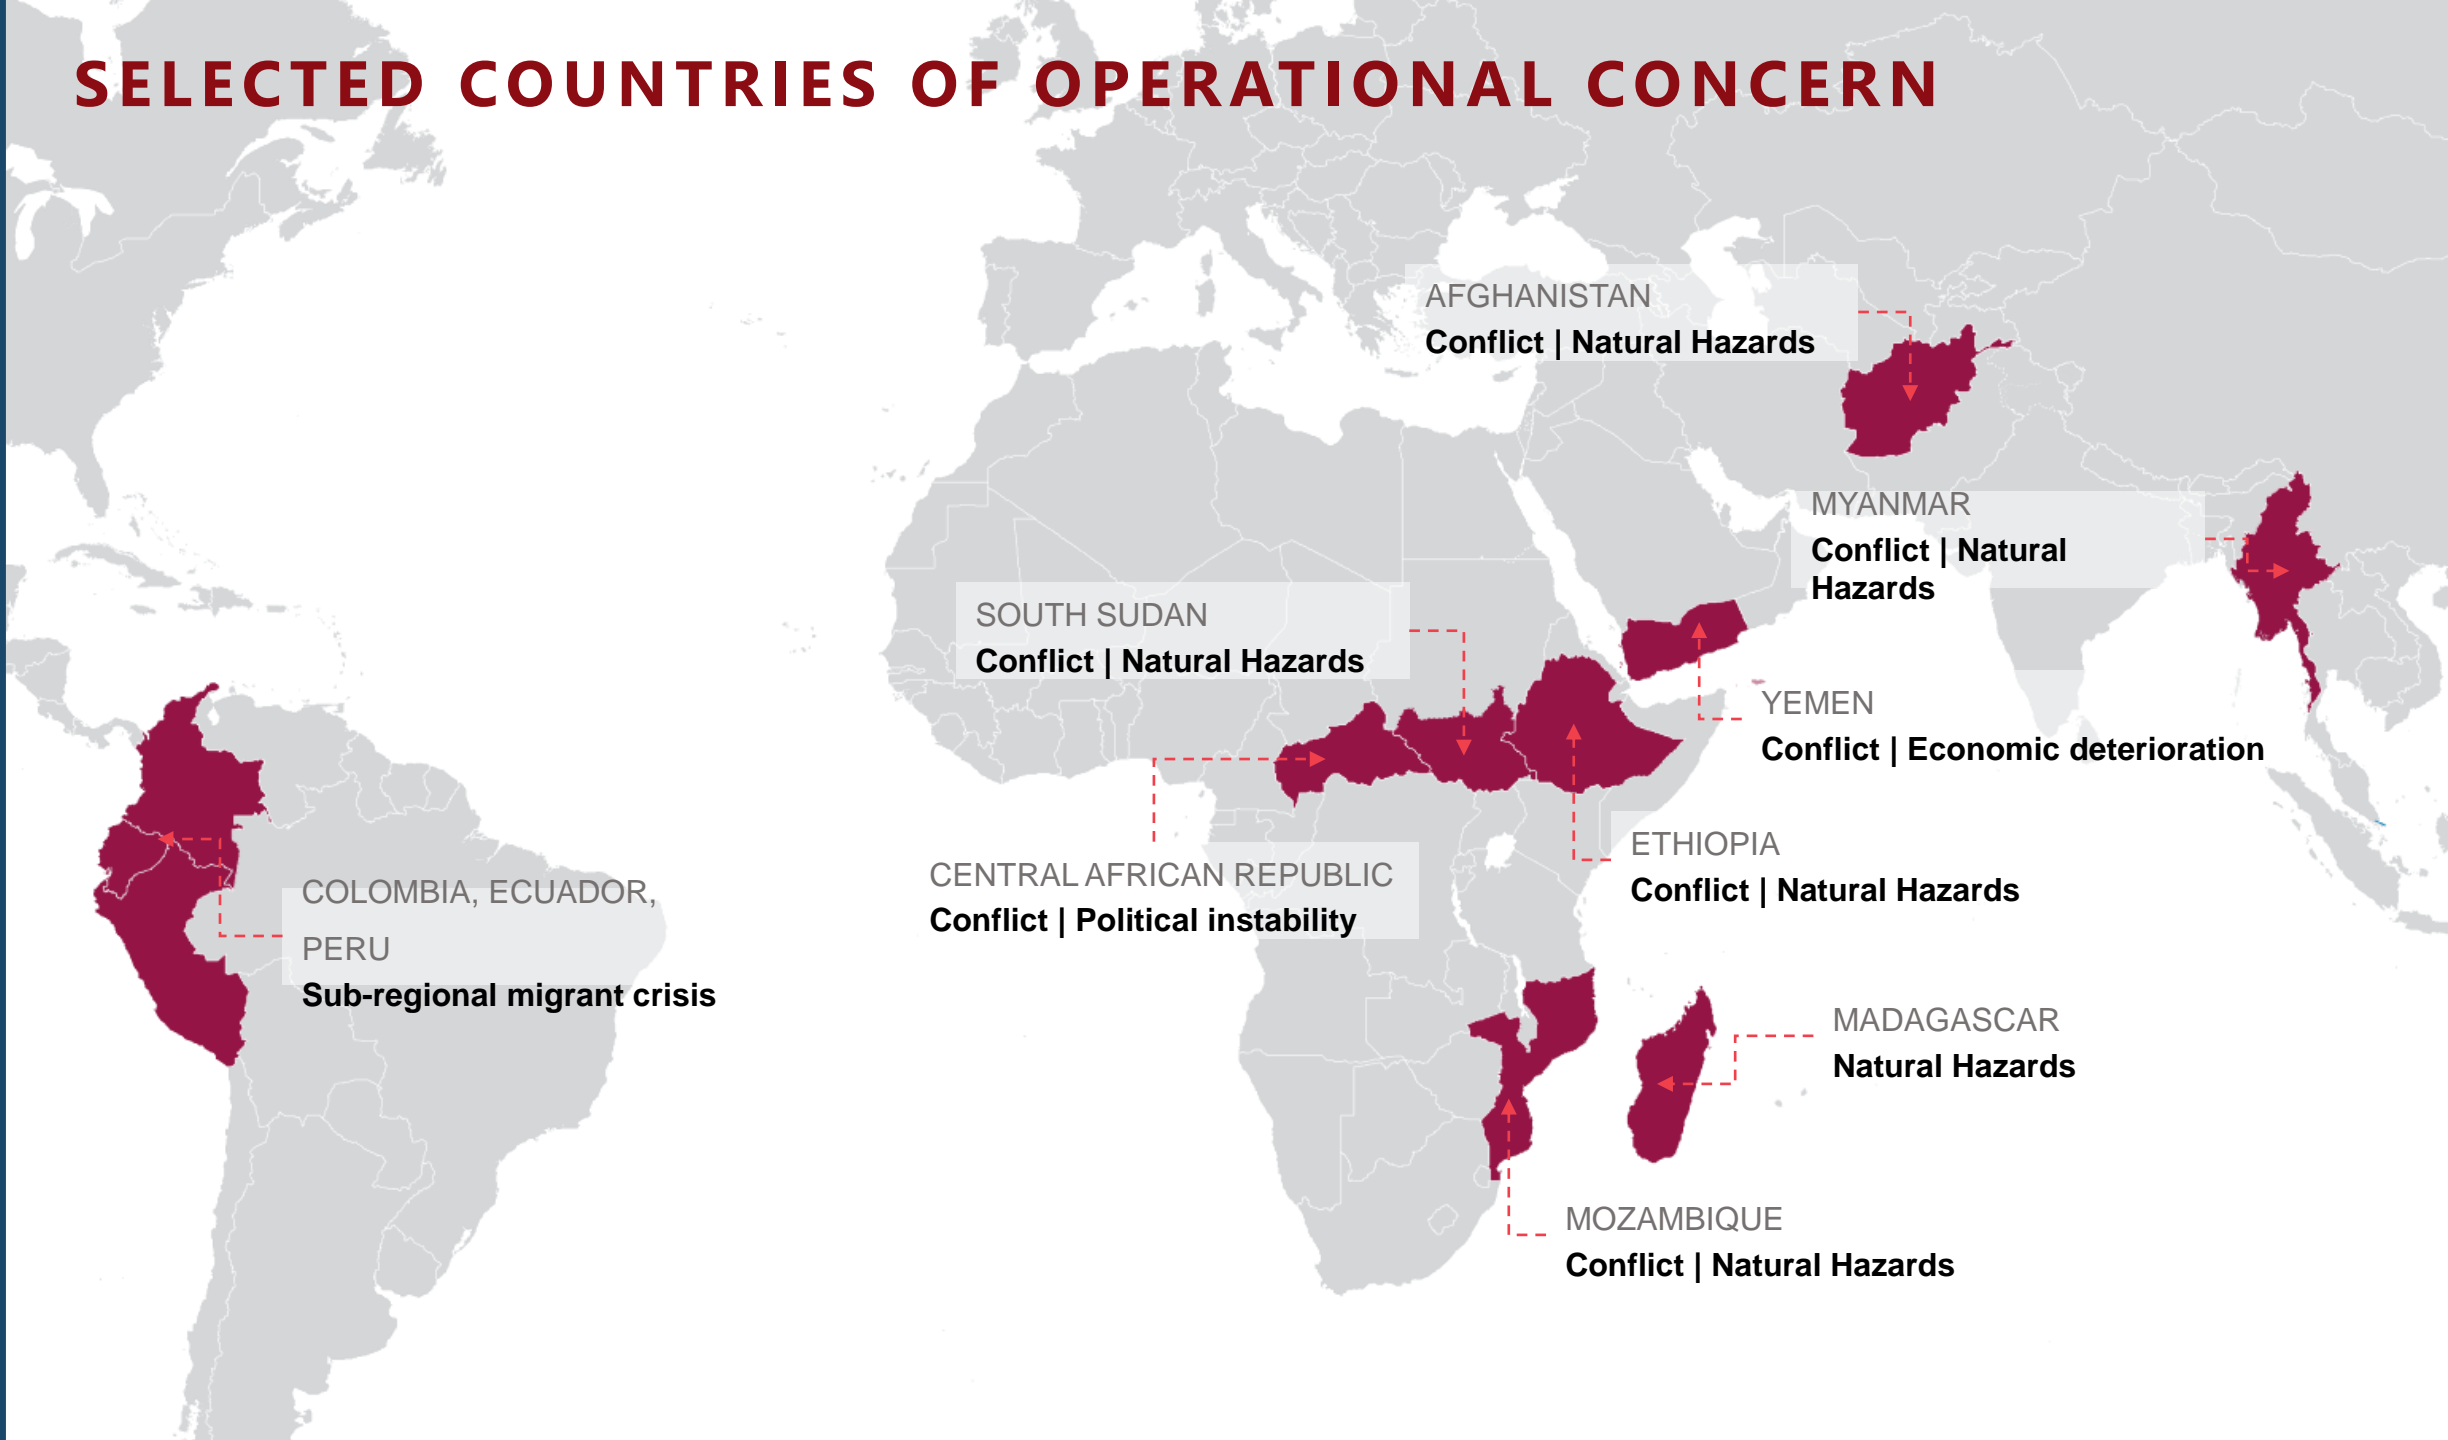 SELECTED COUNTRIES OF OPERATIONAL CONCERN
AFGHANISTAN
Conflict | Natural Hazards
MYANMAR
Conflict | Natural
Hazards
SOUTH SUDAN
Conflict | Natural Hazards
YEMEN
Conflict | Economic deterioration
ETHIOPIA
Conflict | Natural Hazards
CENTRAL AFRICAN REPUBLIC
Conflict | Political instability
COLOMBIA, ECUADOR,
PERU
Sub-regional migrant crisis
MADAGASCAR
Natural Hazards
MOZAMBIQUE
Conflict | Natural Hazards